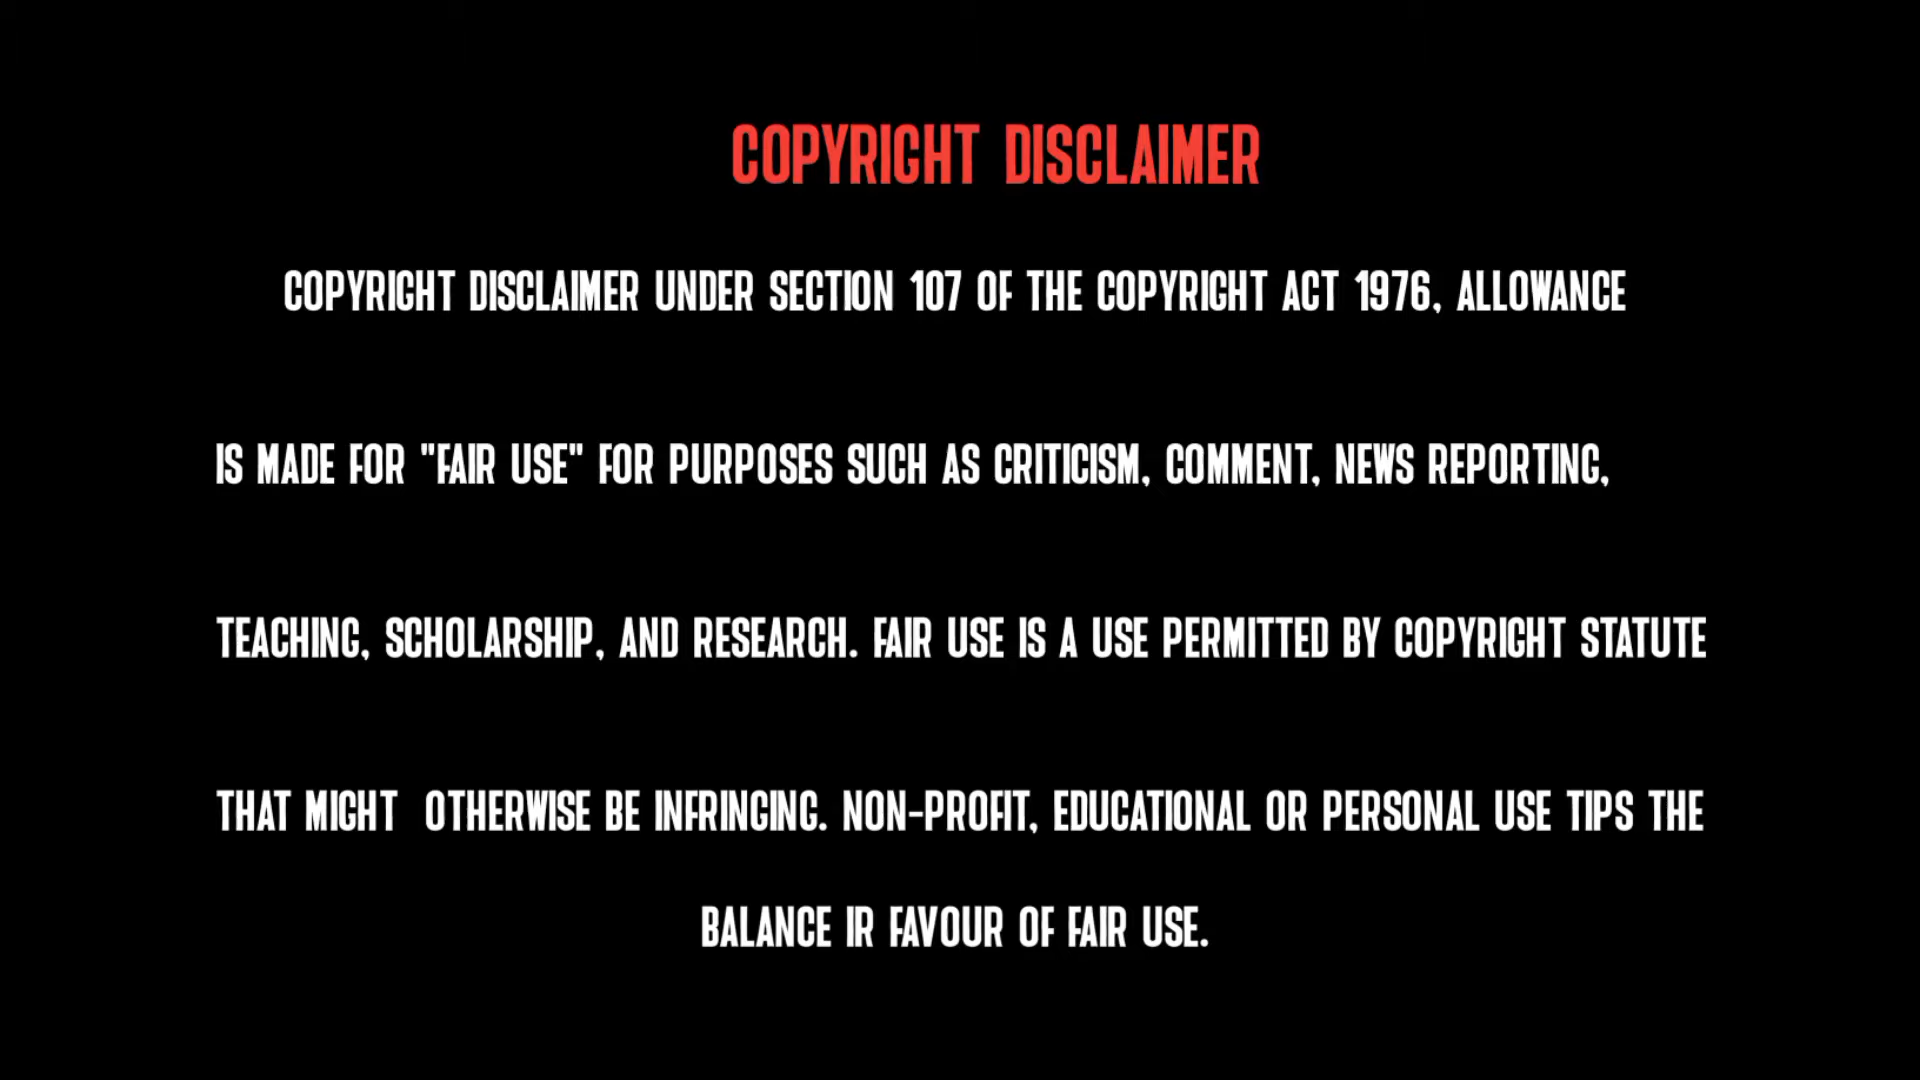 COPYRIGHT DISCLAIMER
COPYRIGHT DISCLAIMER UNDER SECTION 107 OF THE COPYRIGHT ACT 1976, ALLOWANCE
IS MADE FOR "FAIR USE" FOR PURPOSES SUCH AS CRITICISM, COMMENT, NEWS REPORTING,
TEACHING, SCHOLARSHIP, AND RESEARCH. FAIR USE IS A USE PERMITTED BY COPYRIGHT STATUTE
THAT MIGHT OTHERWISE BE INFRINGING. NON-PROFIT, EDUCATIONAL OR PERSONAL USE TIPS THE
BALANCE IR FAVOUR OF FAIR USE.